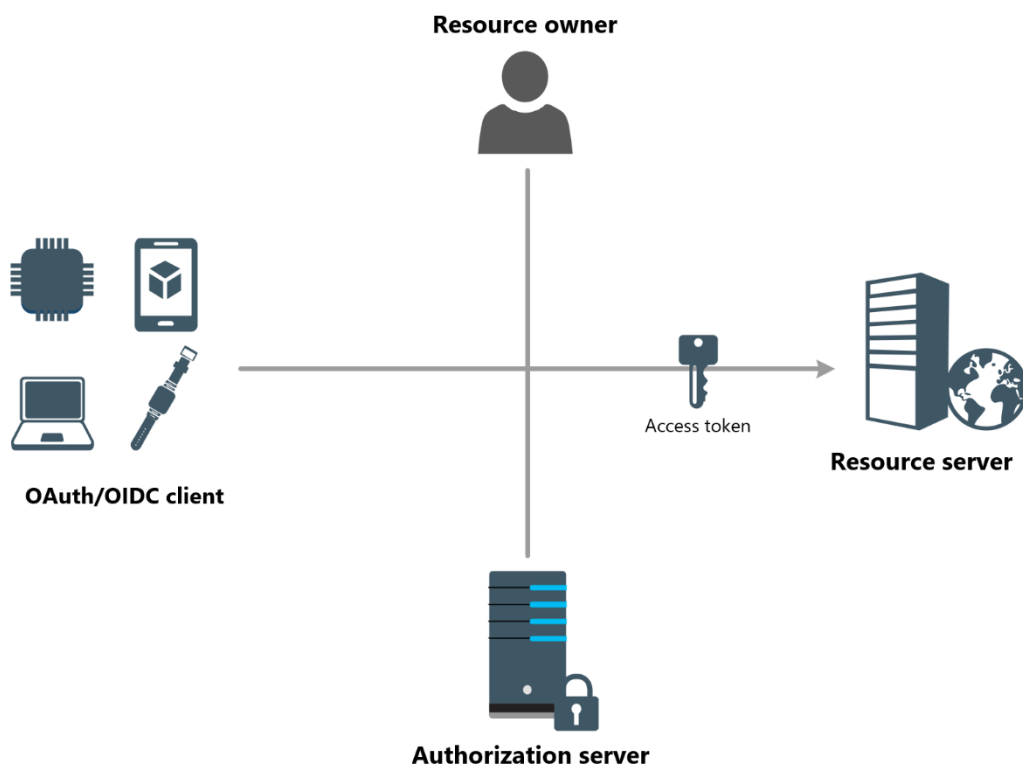 Resource owner
Access token
Resource server
OAuth/OIDC client
Authorization server